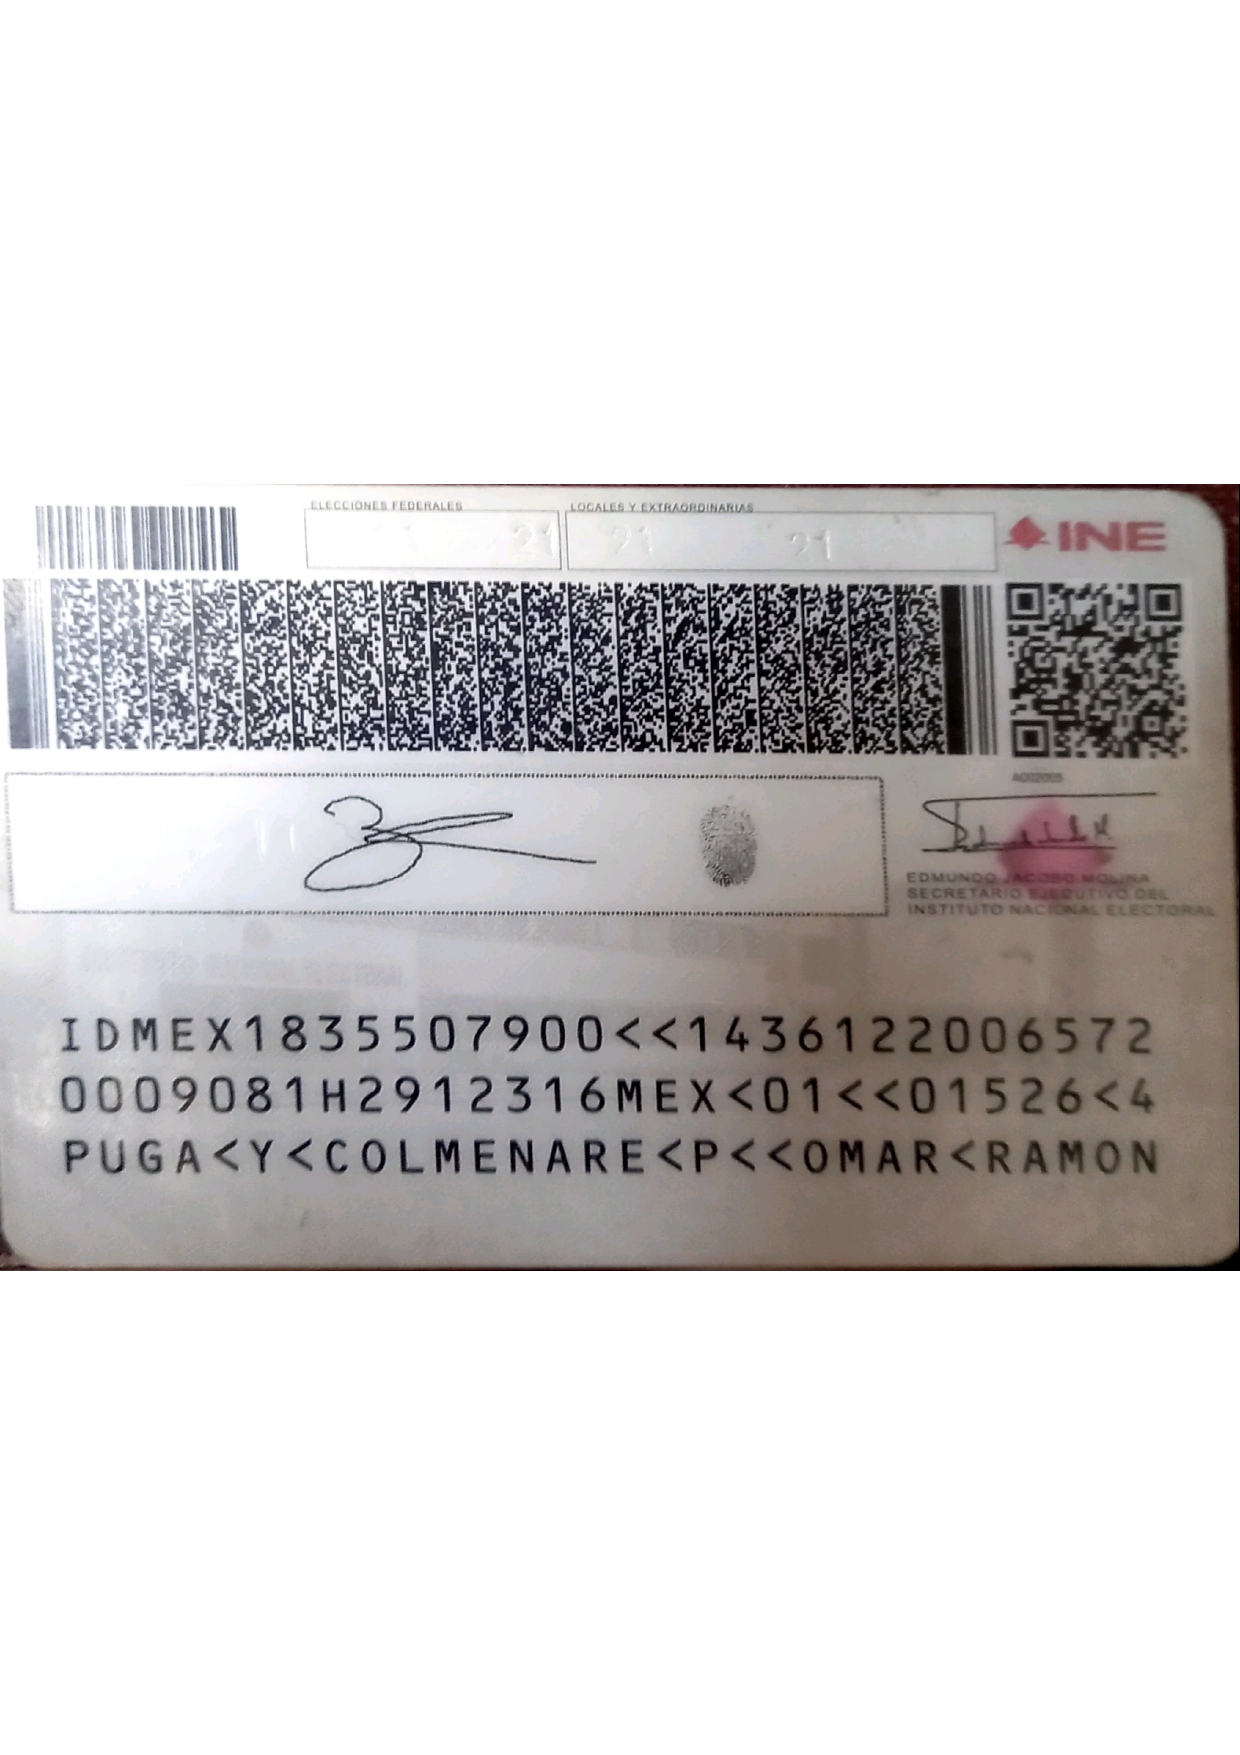 ELECCIONES FEDERALES
LOCALES Y EXTRAORDINARIAS
21
21
21
INE
A002005
EDMUNDO JACOBO MOLINA
SECRETARIO EJECUTIVO DEL
INSTITUTO NACIONAL ELECTORAL
IDMEX1835507900<<1436122006572
0009081H2912316MEX<01<<01526<4
PUGA<Y<COLMENARE<P<<OMAR<RAMON